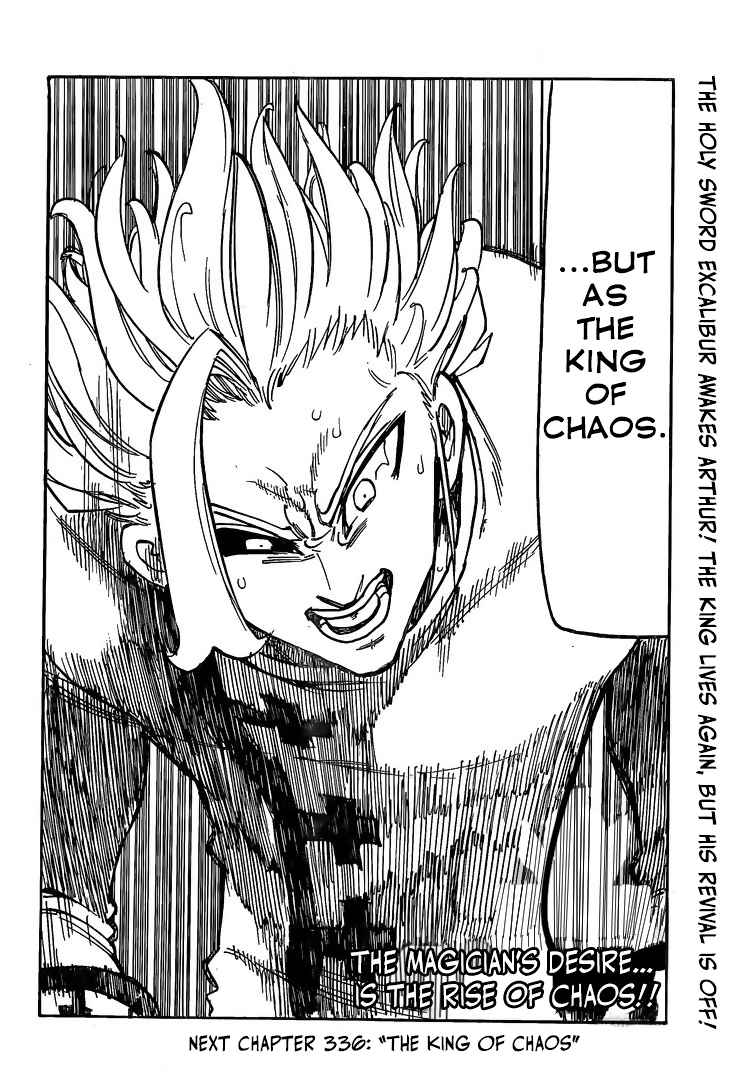 ...BUT
AS
THE
KING
OF
CHAOS.
THE HOLY SWORD EXCALIBUR AWAKES ARTHUR! THE KING LIVES AGAIN, BUT HIS REVIVAL IS OFF!
THE MAGICIAN'S DESIRE...
IS THE RISE OF CHAOS!!
NEXT CHAPTER 336: "THE KING OF CHAOS"